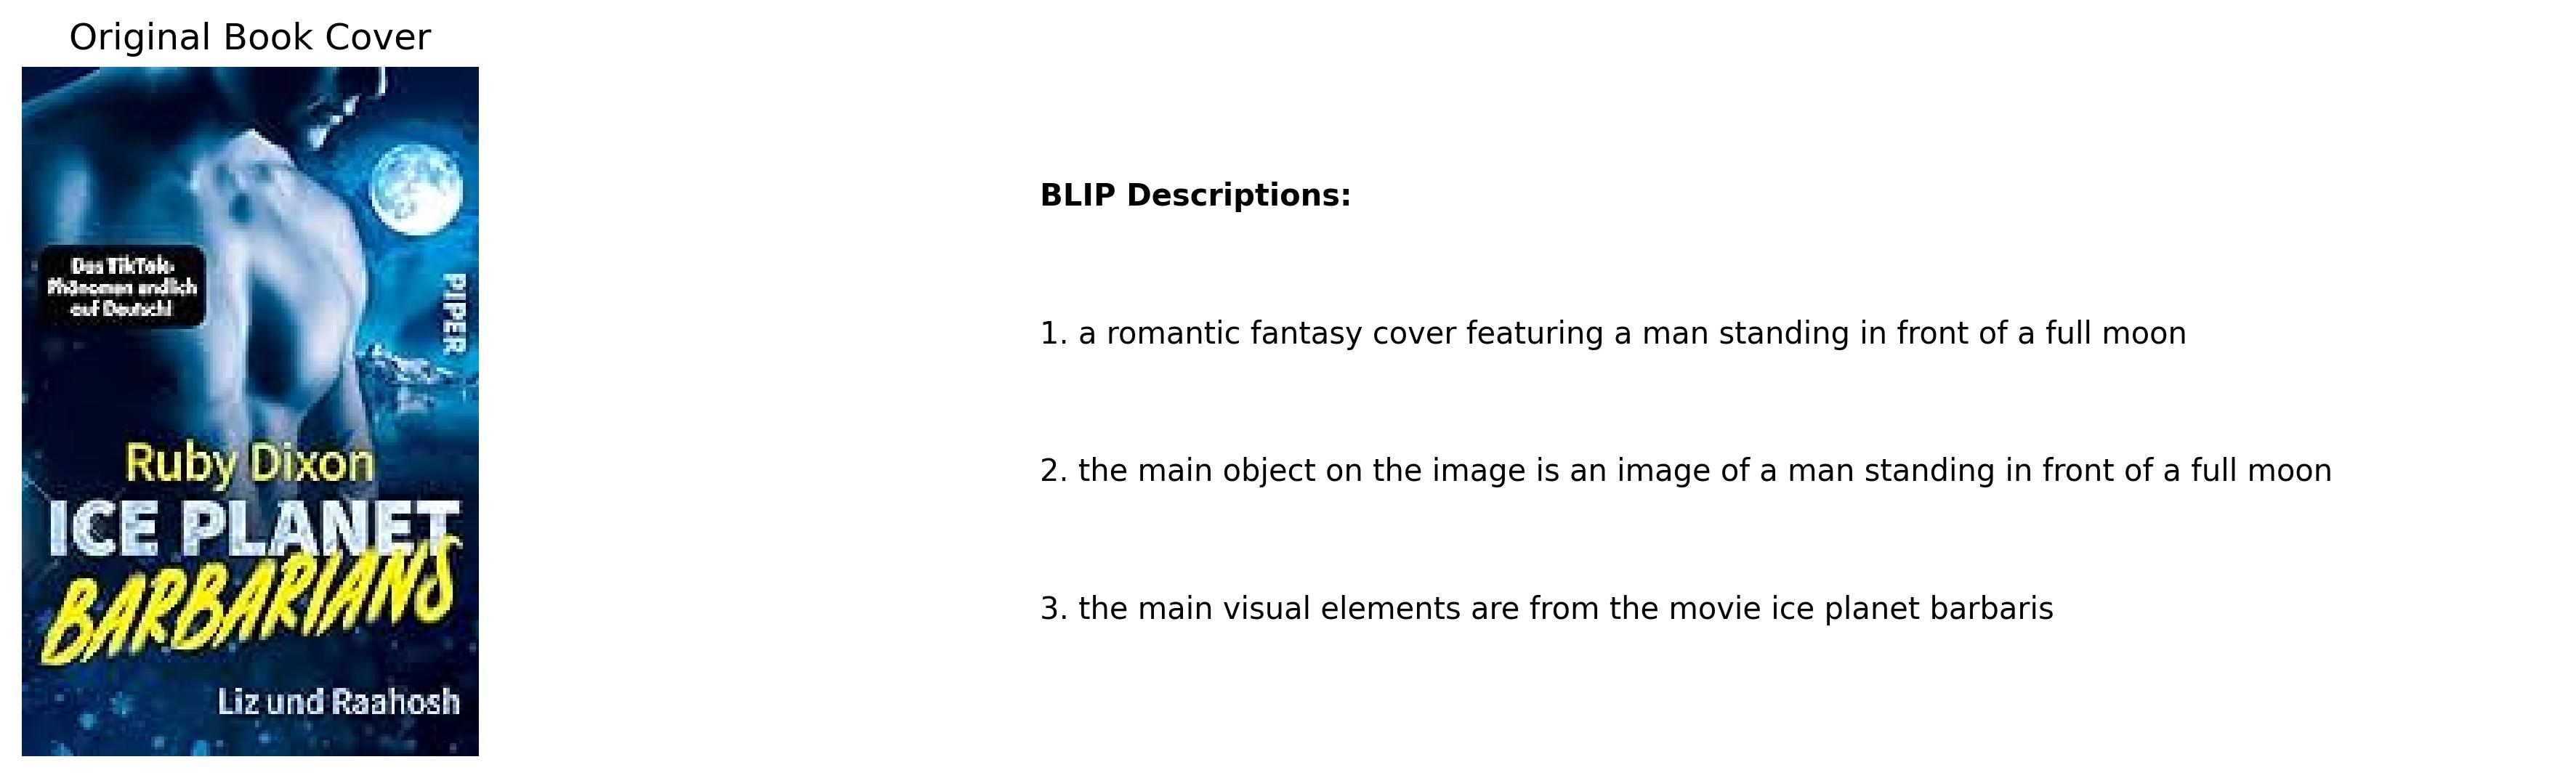 Original Book Cover
Das TikTok-
Phänomen endlich
auf Deutsch!
PIPER
Ruby Dixon
ICE PLANET
BARBARIANS
Liz und Raahosh
BLIP Descriptions:
1. a romantic fantasy cover featuring a man standing in front of a full moon
2. the main object on the image is an image of a man standing in front of a full moon
3. the main visual elements are from the movie ice planet barbaris